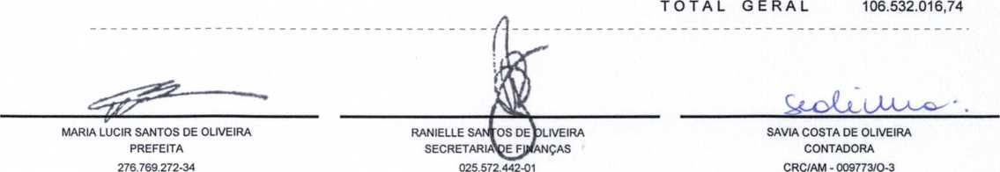 TOTAL GERAL 106.532.016,74
MARIA LUCIR SANTOS DE OLIVEIRA RANIELLE SANTOS DE OLIVEIRA SAVIA COSTA DE OLIVEIRA
PREFEITA SECRETARIA DE FINANÇAS CONTADORA
276.769.272-34 025.572.442-01 CRC/AM - 009773/O-3